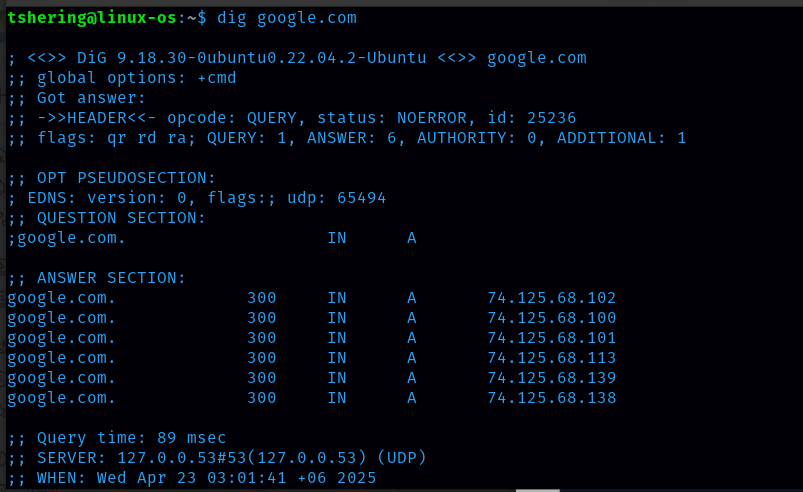 tshering@linux-os:~$ dig google.com

; <<>> DiG 9.18.30-0ubuntu0.22.04.2-Ubuntu <<>> google.com
;; global options: +cmd
;; Got answer:
;; ->>HEADER<<- opcode: QUERY, status: NOERROR, id: 25236
;; flags: qr rd ra; QUERY: 1, ANSWER: 6, AUTHORITY: 0, ADDITIONAL: 1

;; OPT PSEUDOSECTION:
; EDNS: version: 0, flags:; udp: 65494
;; QUESTION SECTION:
;google.com.                    IN      A

;; ANSWER SECTION:
google.com.             300     IN      A       74.125.68.102
google.com.             300     IN      A       74.125.68.100
google.com.             300     IN      A       74.125.68.101
google.com.             300     IN      A       74.125.68.113
google.com.             300     IN      A       74.125.68.139
google.com.             300     IN      A       74.125.68.138

;; Query time: 89 msec
;; SERVER: 127.0.0.53#53(127.0.0.53) (UDP)
;; WHEN: Wed Apr 23 03:01:41 +06 2025